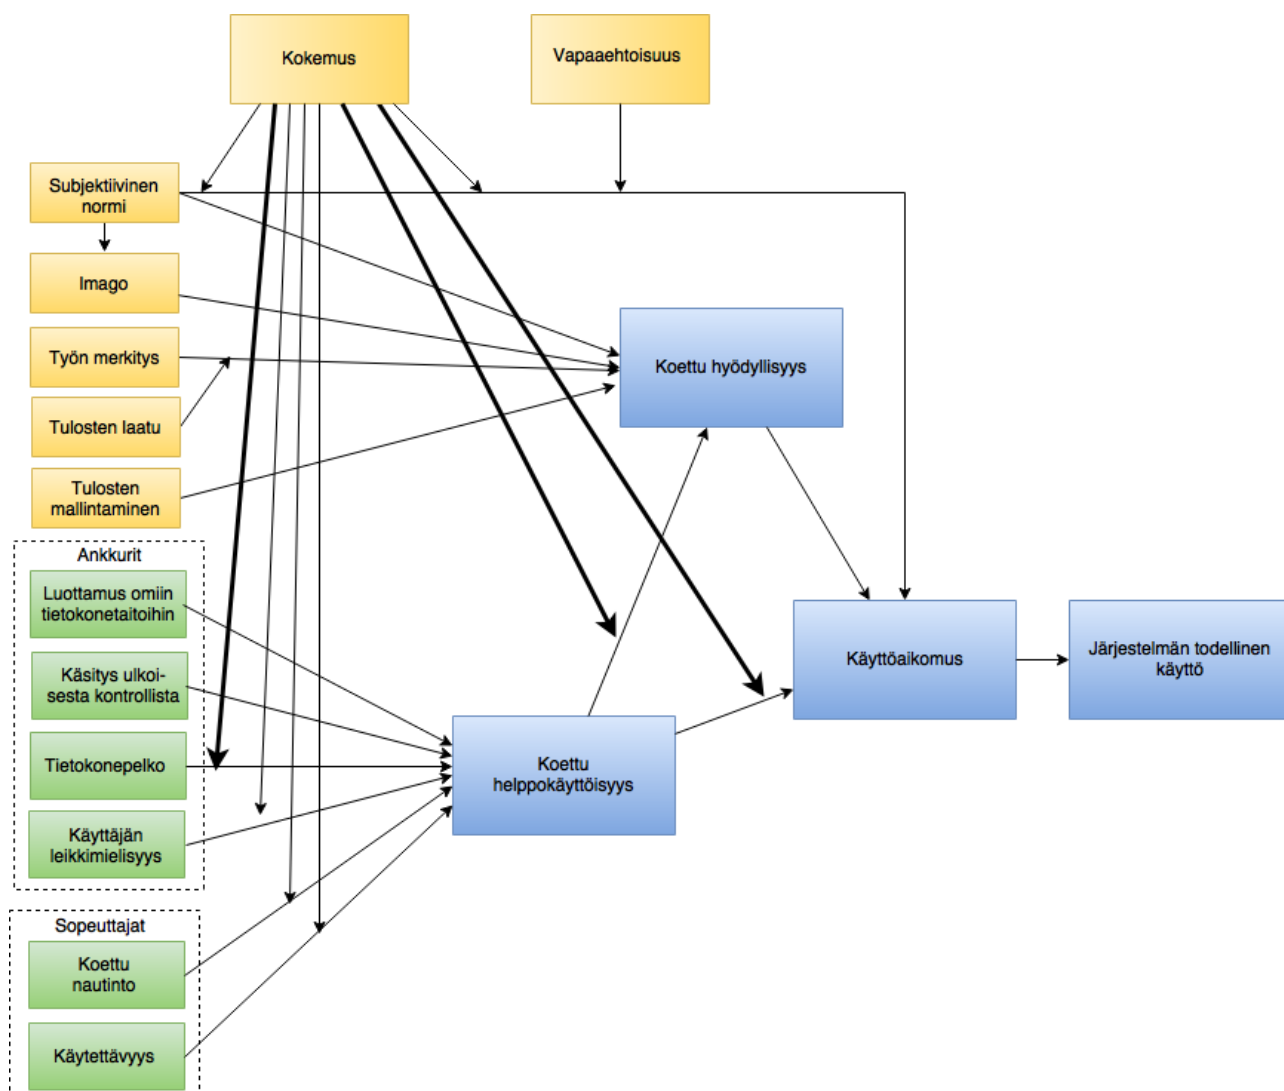 Kokemus
Vapaaehtoisuus
Subjektiivinen
normi
Imago
Työn merkitys
Koettu hyödyllisyys
Tulosten laatu
Tulosten
mallintaminen
Ankkurit
Luottamus omiin
tietokonetaitoihin
Käsitys ulkoi-
sesta kontrollista
Käyttöaikomus
Järjestelmän todellinen
käyttö
Tietokonepelko
Koettu
helppokäyttöisyys
Käyttäjän
leikkimielisyys
Sopeuttajat
Koettu
nautinto
Käytettävyys